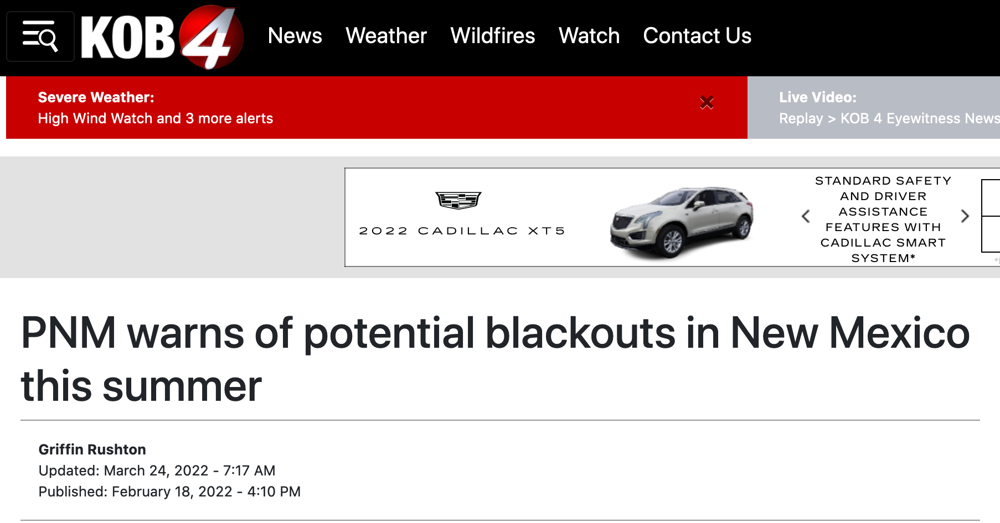 KOB 4
News Weather Wildfires Watch Contact Us
Severe Weather:
High Wind Watch and 3 more alerts
Live Video:
Replay > KOB 4 Eyewitness News
2022 CADILLAC XT5
STANDARD SAFETY
AND DRIVER
ASSISTANCE
FEATURES WITH
CADILLAC SMART
SYSTEM*
PNM warns of potential blackouts in New Mexico
this summer
Griffin Rushton
Updated: March 24, 2022 - 7:17 AM
Published: February 18, 2022 - 4:10 PM